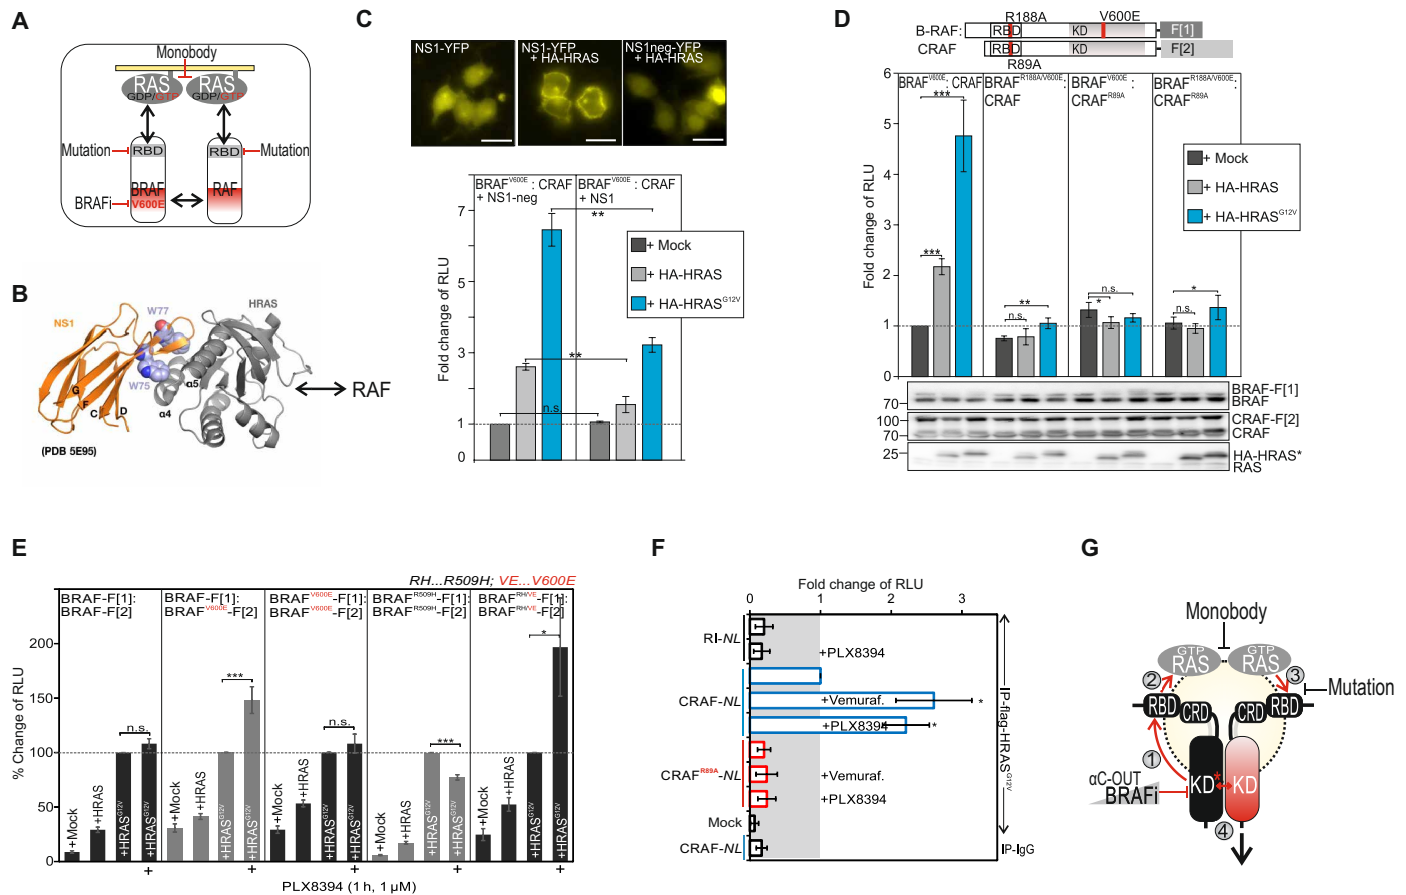 A
Monobody
RAS
RAS
GDP/GTP
GDP/GTP
Mutation
RBD
RBD
Mutation
BRAF
RAF
BRAFi
V600E
B
NS1
W77
HRAS
W75
α5
α4
G
F
C
D
RAF
(PDB 5E95)
C
NS1-YFP
NS1-YFP
+ HA-HRAS
NS1neg-YFP
+ HA-HRAS
BRAFV600E : CRAF
+ NS1-neg
BRAFV600E : CRAF
+ NS1
Fold change of RLU
7
5
3
1
0
**
**
n.s
+ Mock
+ HA-HRAS
+ HA-HRASG12V
D
R188A
V600E
B-RAF:
RBD
KD
F[1]
CRAF
RBD
KD
F[2]
R89A
BRAFV600E : CRAF
BRAFR188A/V600E :
CRAF
BRAFV600E :
CRAFR89A
BRAFR188A/V600E :
CRAFR89A
Fold change of RLU
6
5
4
3
2
1
0
***
***
**
n.s.
n.s.
*
*
n.s.
+ Mock
+ HA-HRAS
+ HA-HRASG12V
70
BRAF-F[1]
BRAF
100
70
CRAF-F[2]
CRAF
25
HA-HRAS*
RAS
E
RH...R509H; VE...V600E
BRAF-F[1]:
BRAF-F[2]
BRAF-F[1]:
BRAFV600E-F[2]
BRAFV600E-F[1]:
BRAFV600E-F[2]
BRAFR509H-F[1]:
BRAFR509H-F[2]
BRAFRH/VE-F[1]:
BRAFRH/VE-F[2]
% Change of RLU
200
150
100
50
0
n.s.
***
n.s.
***
*
+Mock
+HRAS
+HRASG12V
+HRASG12V
+Mock
+HRAS
+HRASG12V
+HRASG12V
+Mock
+HRAS
+HRASG12V
+HRASG12V
+Mock
+HRAS
+HRASG12V
+HRASG12V
+Mock
+HRAS
+HRASG12V
+HRASG12V
+ + + + +
PLX8394 (1 h, 1 µM)
F
Fold change of RLU
0 1 2 3
RI-NL
+PLX8394
CRAF-NL
+Vemuraf.
*
+PLX8394
*
CRAFR89A-NL
+Vemuraf.
+PLX8394
Mock
CRAF-NL
IP-flag-HRASG12V
IP-IgG
G
Monobody
GTP
RAS
GTP
RAS
2
3
Mutation
RBD
CRD
CRD
RBD
1
αC-OUT
BRAFi
KD
*
KD
4